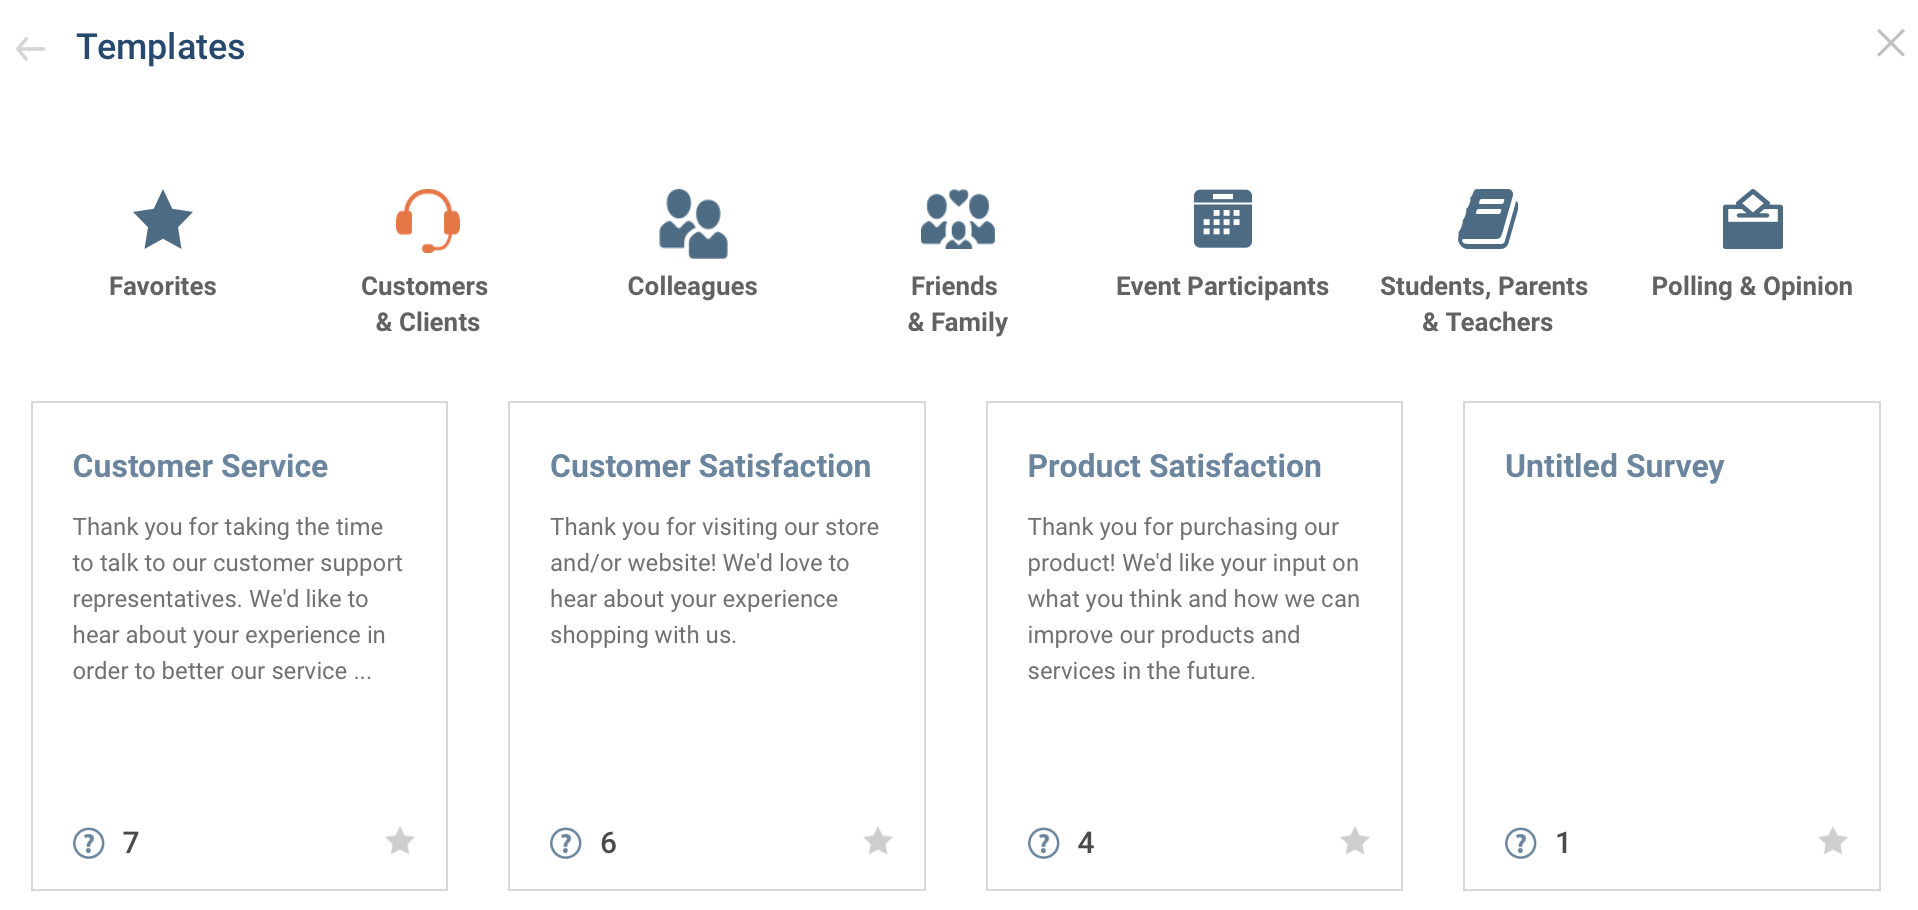 Templates
Favorites
Customers
& Clients
Colleagues
Friends
& Family
Event Participants
Students, Parents
& Teachers
Polling & Opinion
Customer Service
Thank you for taking the time
to talk to our customer support
representatives. We'd like to
hear about your experience in
order to better our service ...
? 7
Customer Satisfaction
Thank you for visiting our store
and/or website! We'd love to
hear about your experience
shopping with us.
? 6
Product Satisfaction
Thank you for purchasing our
product! We'd like your input on
what you think and how we can
improve our products and
services in the future.
? 4
Untitled Survey
? 1